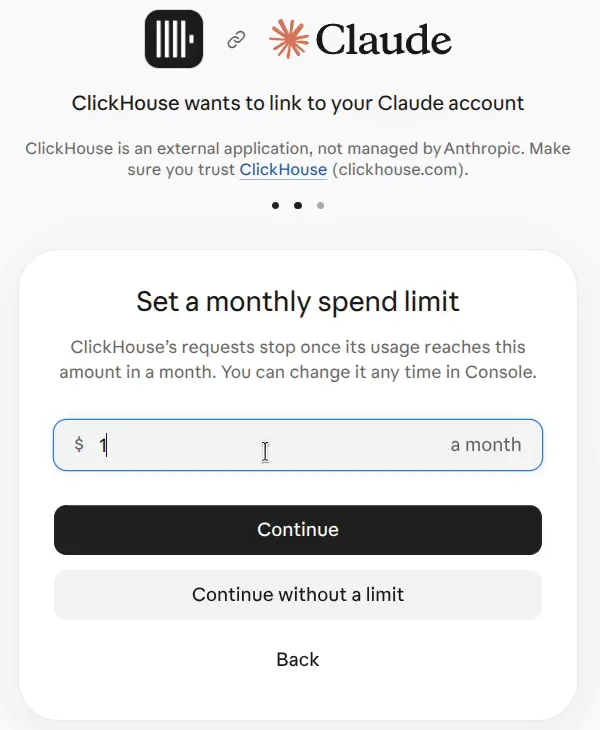 Claude
ClickHouse wants to link to your Claude account
ClickHouse is an external application, not managed by Anthropic. Make
sure you trust ClickHouse (clickhouse.com).
Set a monthly spend limit
ClickHouse’s requests stop once its usage reaches this
amount in a month. You can change it any time in Console.
$ 1 a month
Continue
Continue without a limit
Back